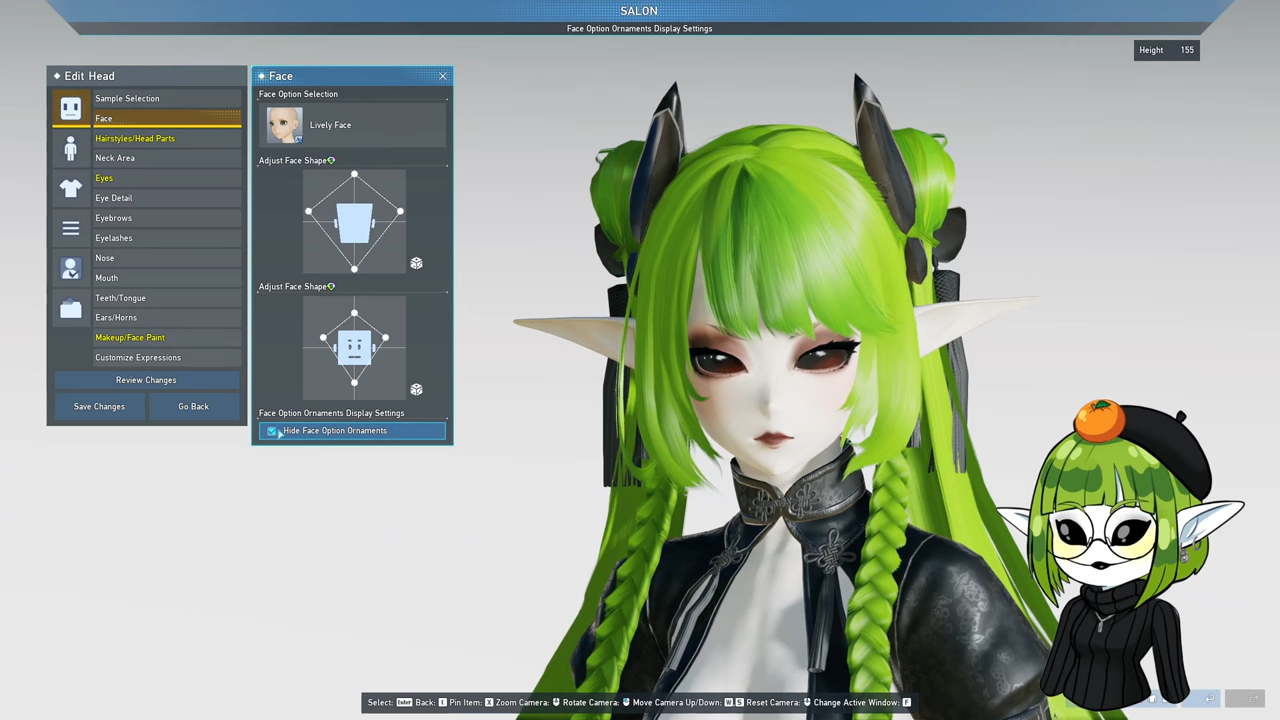 SALON
Face Option Ornaments Display Settings
Height 155
Edit Head
Sample Selection
Face
Hairstyles/Head Parts
Neck Area
Eyes
Eye Detail
Eyebrows
Eyelashes
Nose
Mouth
Teeth/Tongue
Ears/Horns
Makeup/Face Paint
Customize Expressions
Review Changes
Save Changes
Go Back
Face
Face Option Selection
Lively Face
Adjust Face Shape
Adjust Face Shape
Face Option Ornaments Display Settings
Hide Face Option Ornaments
Select: Enter Back: C Pin Item: X Zoom Camera: Rotate Camera: Move Camera Up/Down: W S Reset Camera: Change Active Window: F